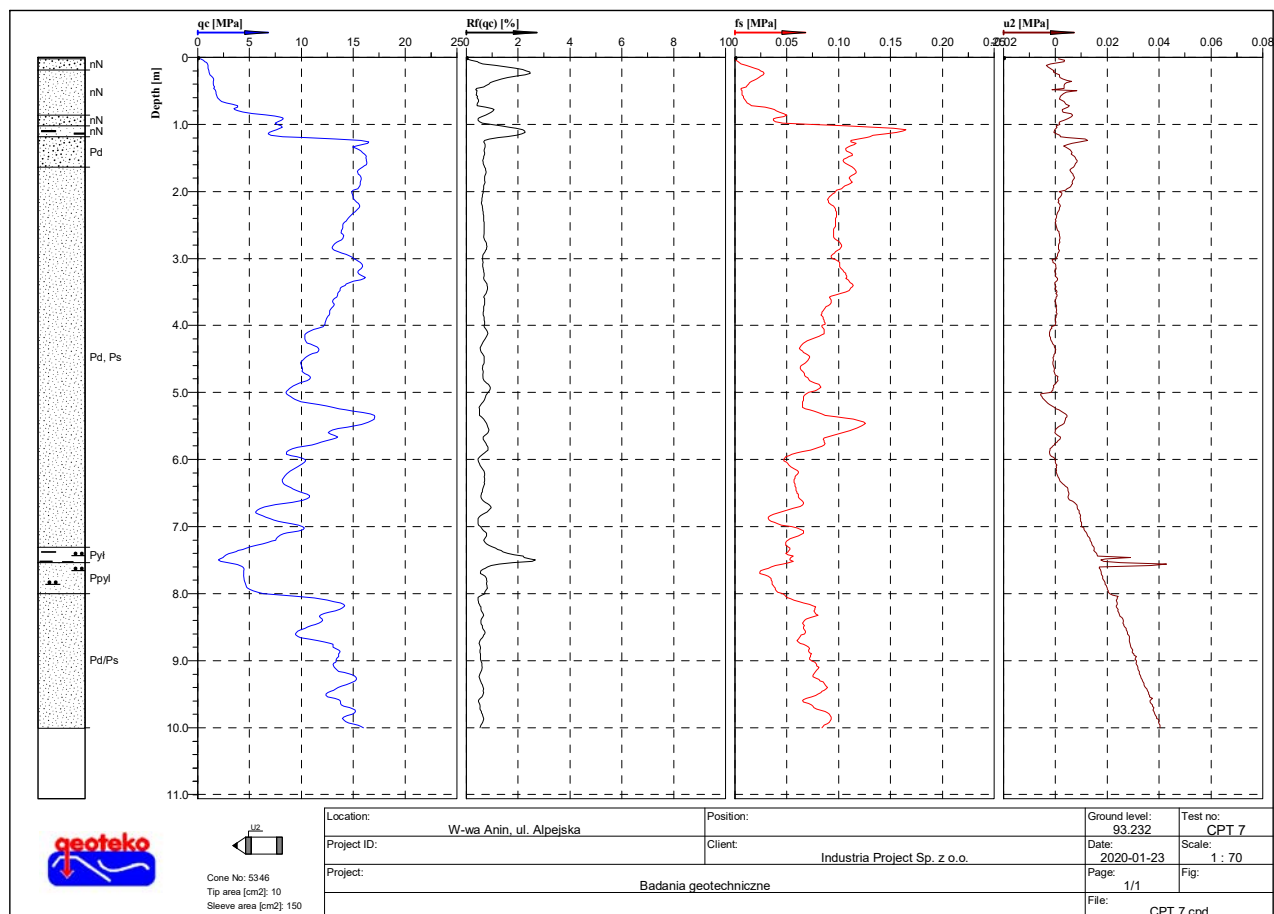 qc [MPa] Rf(qc) [%] fs [MPa] u2 [MPa]
0 5 10 15 20 25
0 2 4 6 8 10
0 0.05 0.10 0.15 0.20 0.25
-0.02 0 0.02 0.04 0.06 0.08
Depth [m]
0
1.0
2.0
3.0
4.0
5.0
6.0
7.0
8.0
9.0
10.0
11.0
nN
nN
nN
nN
Pd
Pd, Ps
Pył
Ppyl
Pd/Ps
geoteko
U2
Cone No: 5346
Tip area [cm2]: 10
Sleeve area [cm2]: 150
Location:
W-wa Anin, ul. Alpejska
Position:
Ground level:
93.232
Test no:
CPT 7
Project ID:
Client:
Industria Project Sp. z o.o.
Date:
2020-01-23
Scale:
1 : 70
Project:
Badania geotechniczne
Page:
1/1
Fig:
File:
CPT 7.cpd